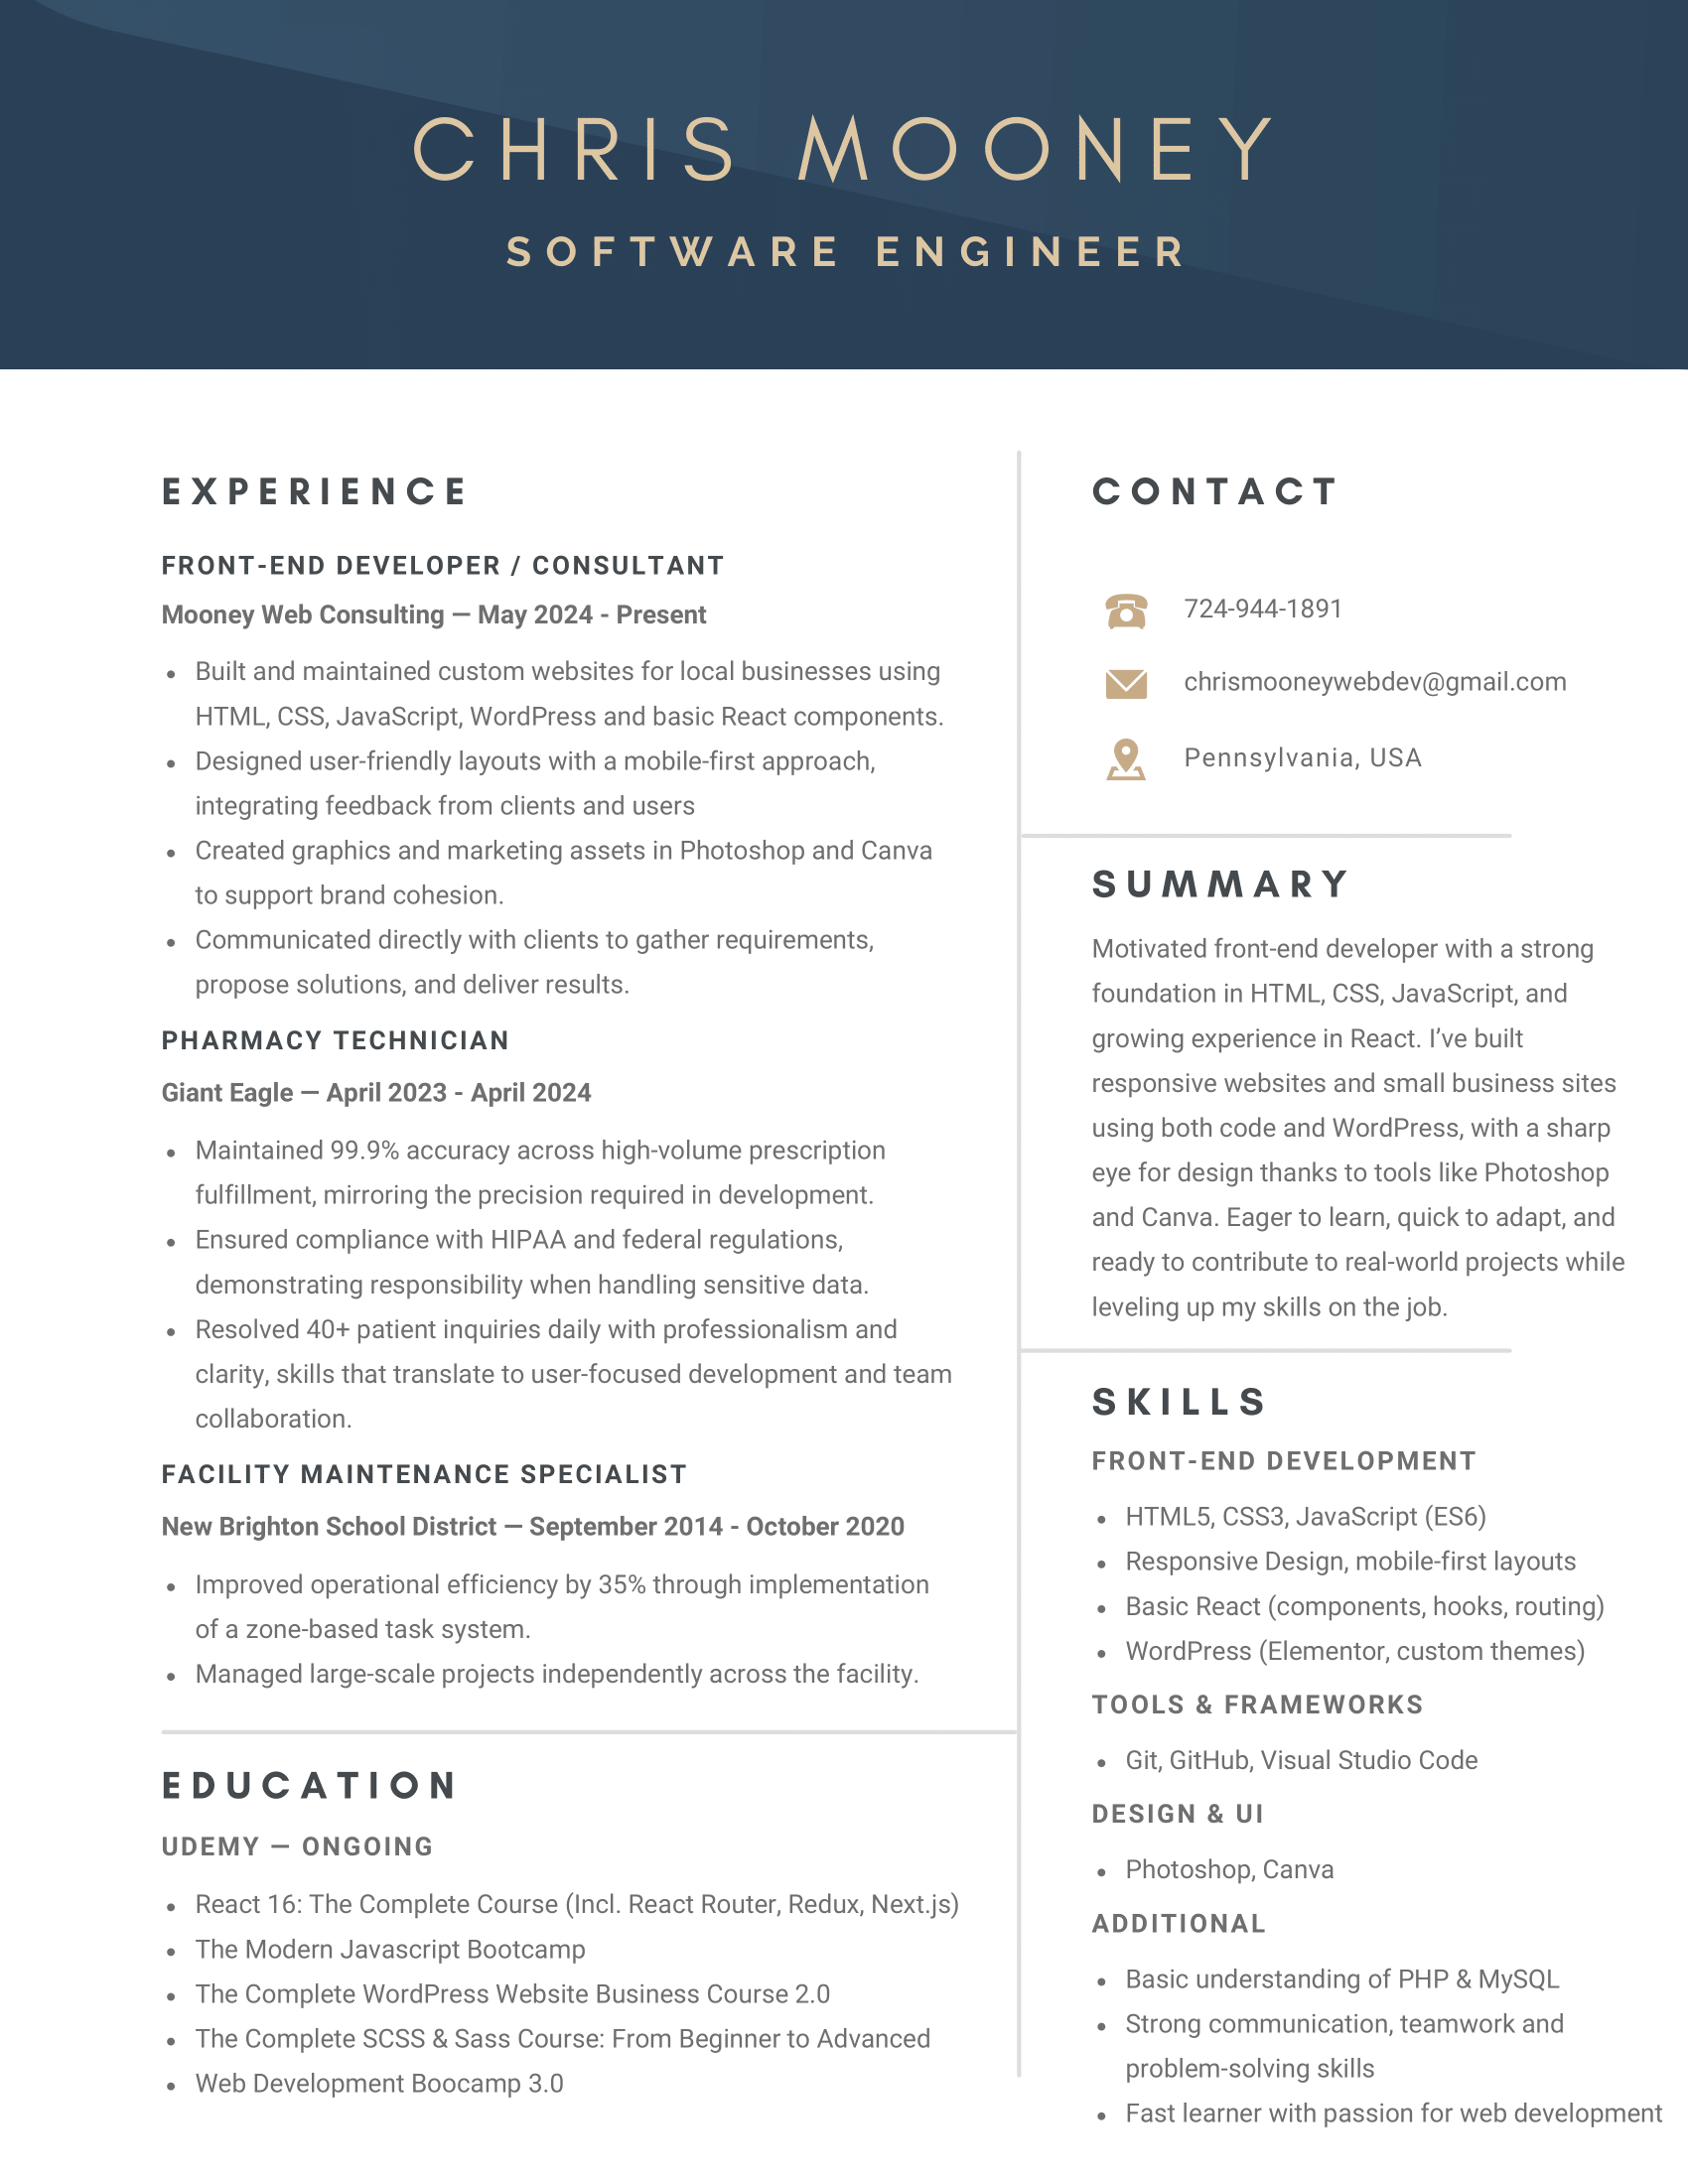 CHRIS MOONEY
SOFTWARE ENGINEER
EXPERIENCE
FRONT-END DEVELOPER / CONSULTANT
Mooney Web Consulting — May 2024 - Present
• Built and maintained custom websites for local businesses using
HTML, CSS, JavaScript, WordPress and basic React components.
• Designed user-friendly layouts with a mobile-first approach,
integrating feedback from clients and users
• Created graphics and marketing assets in Photoshop and Canva
to support brand cohesion.
• Communicated directly with clients to gather requirements,
propose solutions, and deliver results.
PHARMACY TECHNICIAN
Giant Eagle — April 2023 - April 2024
• Maintained 99.9% accuracy across high-volume prescription
fulfillment, mirroring the precision required in development.
• Ensured compliance with HIPAA and federal regulations,
demonstrating responsibility when handling sensitive data.
• Resolved 40+ patient inquiries daily with professionalism and
clarity, skills that translate to user-focused development and team
collaboration.
FACILITY MAINTENANCE SPECIALIST
New Brighton School District — September 2014 - October 2020
• Improved operational efficiency by 35% through implementation
of a zone-based task system.
• Managed large-scale projects independently across the facility.
EDUCATION
UDEMY — ONGOING
• React 16: The Complete Course (Incl. React Router, Redux, Next.js)
• The Modern Javascript Bootcamp
• The Complete WordPress Website Business Course 2.0
• The Complete SCSS & Sass Course: From Beginner to Advanced
• Web Development Boocamp 3.0
CONTACT
724-944-1891
chrismooneywebdev@gmail.com
Pennsylvania, USA
SUMMARY
Motivated front-end developer with a strong
foundation in HTML, CSS, JavaScript, and
growing experience in React. I’ve built
responsive websites and small business sites
using both code and WordPress, with a sharp
eye for design thanks to tools like Photoshop
and Canva. Eager to learn, quick to adapt, and
ready to contribute to real-world projects while
leveling up my skills on the job.
SKILLS
FRONT-END DEVELOPMENT
• HTML5, CSS3, JavaScript (ES6)
• Responsive Design, mobile-first layouts
• Basic React (components, hooks, routing)
• WordPress (Elementor, custom themes)
TOOLS & FRAMEWORKS
• Git, GitHub, Visual Studio Code
DESIGN & UI
• Photoshop, Canva
ADDITIONAL
• Basic understanding of PHP & MySQL
• Strong communication, teamwork and
problem-solving skills
• Fast learner with passion for web development